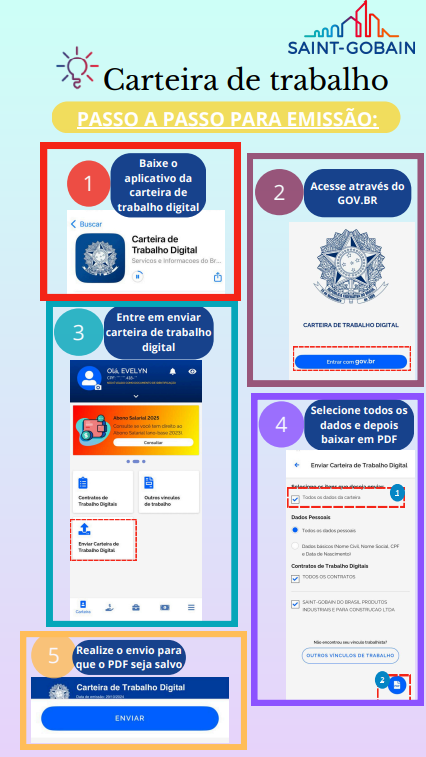 SAINT-GOBAIN
Carteira de trabalho
PASSO A PASSO PARA EMISSÃO:
1
Baixe o
aplicativo da
carteira de
trabalho digital
Buscar
Carteira de
Trabalho Digital
Servicos e Informacoes do Br...
2
Acesse através do
GOV.BR
CARTEIRA DE TRABALHO DIGITAL
Entrar com gov.br
3
Entre em enviar
carteira de trabalho
digital
Olá, EVELYN
Abono Salarial 2025
Consulte se você tem direito ao
Abono Salarial (ano base 2023).
Consultar
Contratos de
Trabalho Digitais
Outros vínculos
de trabalho
Enviar Carteira de
Trabalho Digital
Carteira
4
Selecione todos os
dados e depois
baixar em PDF
Enviar Carteira de Trabalho Digital
Selecione os itens que deseja enviar
1
Todos os dados da carteira
Dados Pessoais
Todos os dados pessoais
Dados básicos (Nome Civil, Nome Social, CPF
e Data de Nascimento)
Contratos de Trabalho Digitais
TODOS OS CONTRATOS
SAINT-GOBAIN DO BRASIL PRODUTOS
INDUSTRIAIS E PARA CONSTRUCAO LTDA
Não encontrou seu vínculo trabalhista?
OUTROS VÍNCULOS DE TRABALHO
2
5
Realize o envio para
que o PDF seja salvo
Carteira de Trabalho Digital
ENVIAR